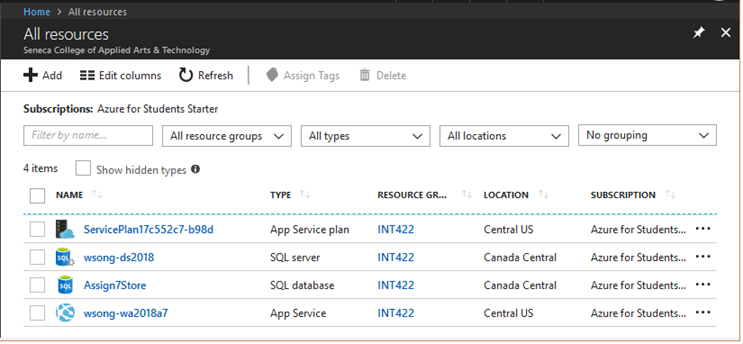 Home > All resources
All resources
Seneca College of Applied Arts & Technology
Add Edit columns Refresh Assign Tags Delete
Subscriptions: Azure for Students Starter
Filter by name... All resource groups All types All locations No grouping
4 items Show hidden types
NAME TYPE RESOURCE GR... LOCATION SUBSCRIPTION
ServicePlan17c552c7-b98d App Service plan INT422 Central US Azure for Students... ...
SQL wsong-ds2018 SQL server INT422 Canada Central Azure for Students... ...
SQL Assign7Store SQL database INT422 Canada Central Azure for Students... ...
wsong-wa2018a7 App Service INT422 Central US Azure for Students... ...